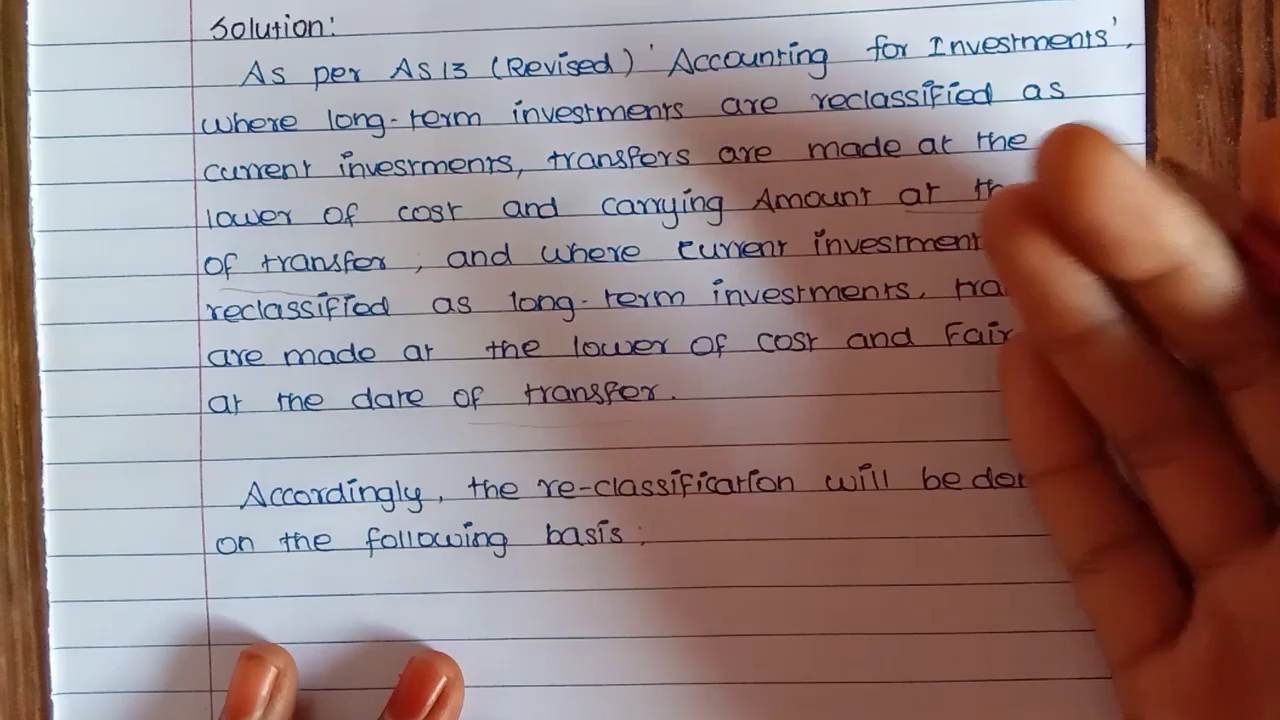 Solution:
As per AS 13 (Revised) 'Accounting for Investments',
where long-term investments are reclassified as
current investments, transfers are made at the
lower of cost and carrying Amount at
of transfer, and where current investment
reclassified as long-term investments,
are made at the lower of cost and Fair
at the date of transfer.
Accordingly, the re-classification will be
on the following basis: